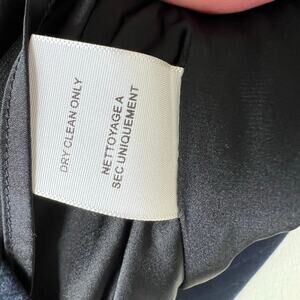 DRY CLEAN ONLY
NETTOYAGE A
SEC UNIQUEMENT